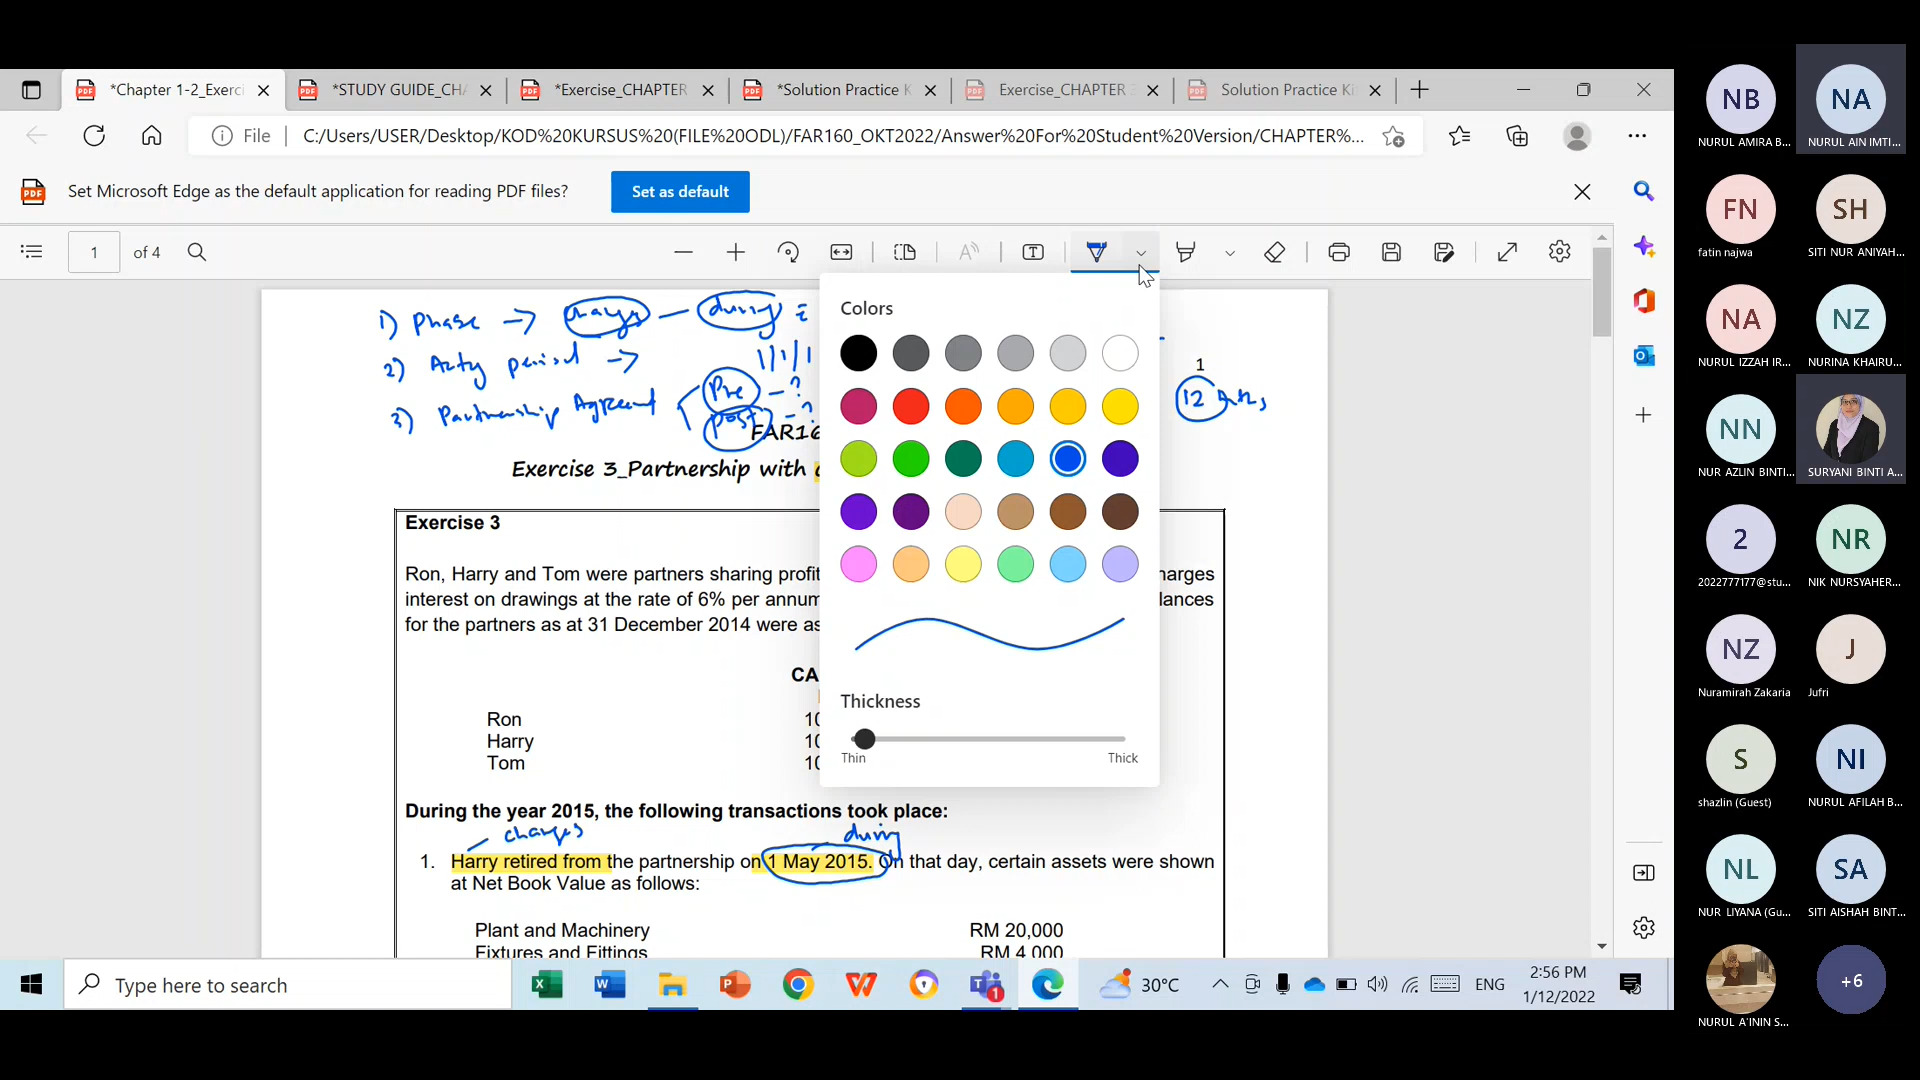 *Chapter 1-2_Exerci
*STUDY GUIDE_CHA
*Exercise_CHAPTER
*Solution Practice K
Exercise_CHAPTER 3
Solution Practice Ki
File
C:/Users/USER/Desktop/KOD%20KURSUS%20(FILE%20ODL)/FAR160_OKT2022/Answer%20For%20Student%20Version/CHAPTER%...
Set Microsoft Edge as the default application for reading PDF files?
Set as default
1
of 4
1) Phase → changes — during =
2) Actg period →
3) Partnership Agreement
Pre - ?
post - ?
1
12
FAR16
Exercise 3_Partnership with
Exercise 3
Ron, Harry and Tom were partners sharing profit
harges
interest on drawings at the rate of 6% per annum
lances
for the partners as at 31 December 2014 were as
CA
Ron 10
Harry 10
Tom 10
During the year 2015, the following transactions took place:
changes
during
1. Harry retired from the partnership on 1 May 2015. On that day, certain assets were shown
at Net Book Value as follows:
Plant and Machinery RM 20,000
Fixtures and Fittings RM 4,000
Colors
Thickness
Thin
Thick
Type here to search
1
30°C
ENG
2:56 PM
1/12/2022
NB
NURUL AMIRA B...
NA
NURUL AIN IMTI...
FN
fatin najwa
SH
SITI NUR ANIYAH...
NA
NURUL IZZAH IR...
NZ
NURINA KHAIRU...
NN
NUR AZLIN BINTI...
SURYANI BINTI A...
2
2022777177@stu...
NR
NIK NURSYAHER...
NZ
Nuramirah Zakaria
J
Jufri
S
shazlin (Guest)
NI
NURUL AFILAH B...
NL
NUR LIYANA (Gu...
SA
SITI AISHAH BINT...
NURUL A'ININ S...
+6